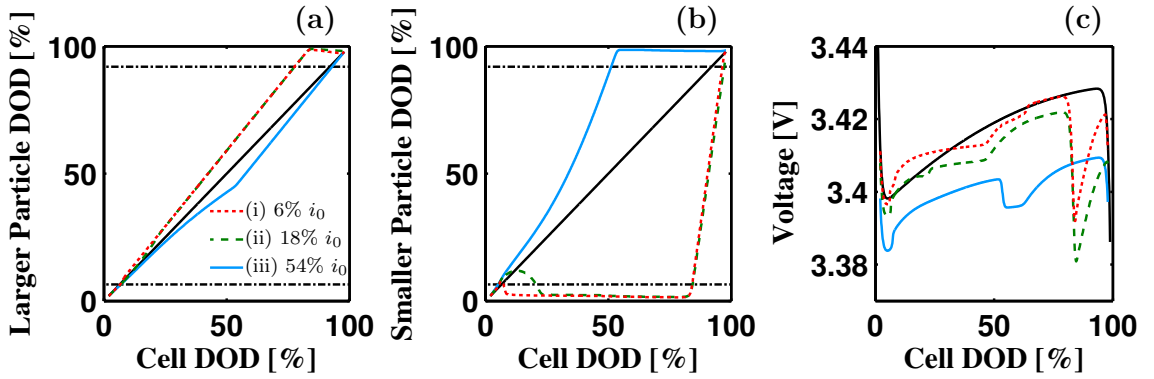 (a)
Larger Particle DOD [%]
100
50
0
0 50 100
Cell DOD [%]
(i) 6% i₀
(ii) 18% i₀
(iii) 54% i₀
(b)
Smaller Particle DOD [%]
100
50
0
0 50 100
Cell DOD [%]
(c)
Voltage [V]
3.44
3.42
3.4
3.38
0 50 100
Cell DOD [%]